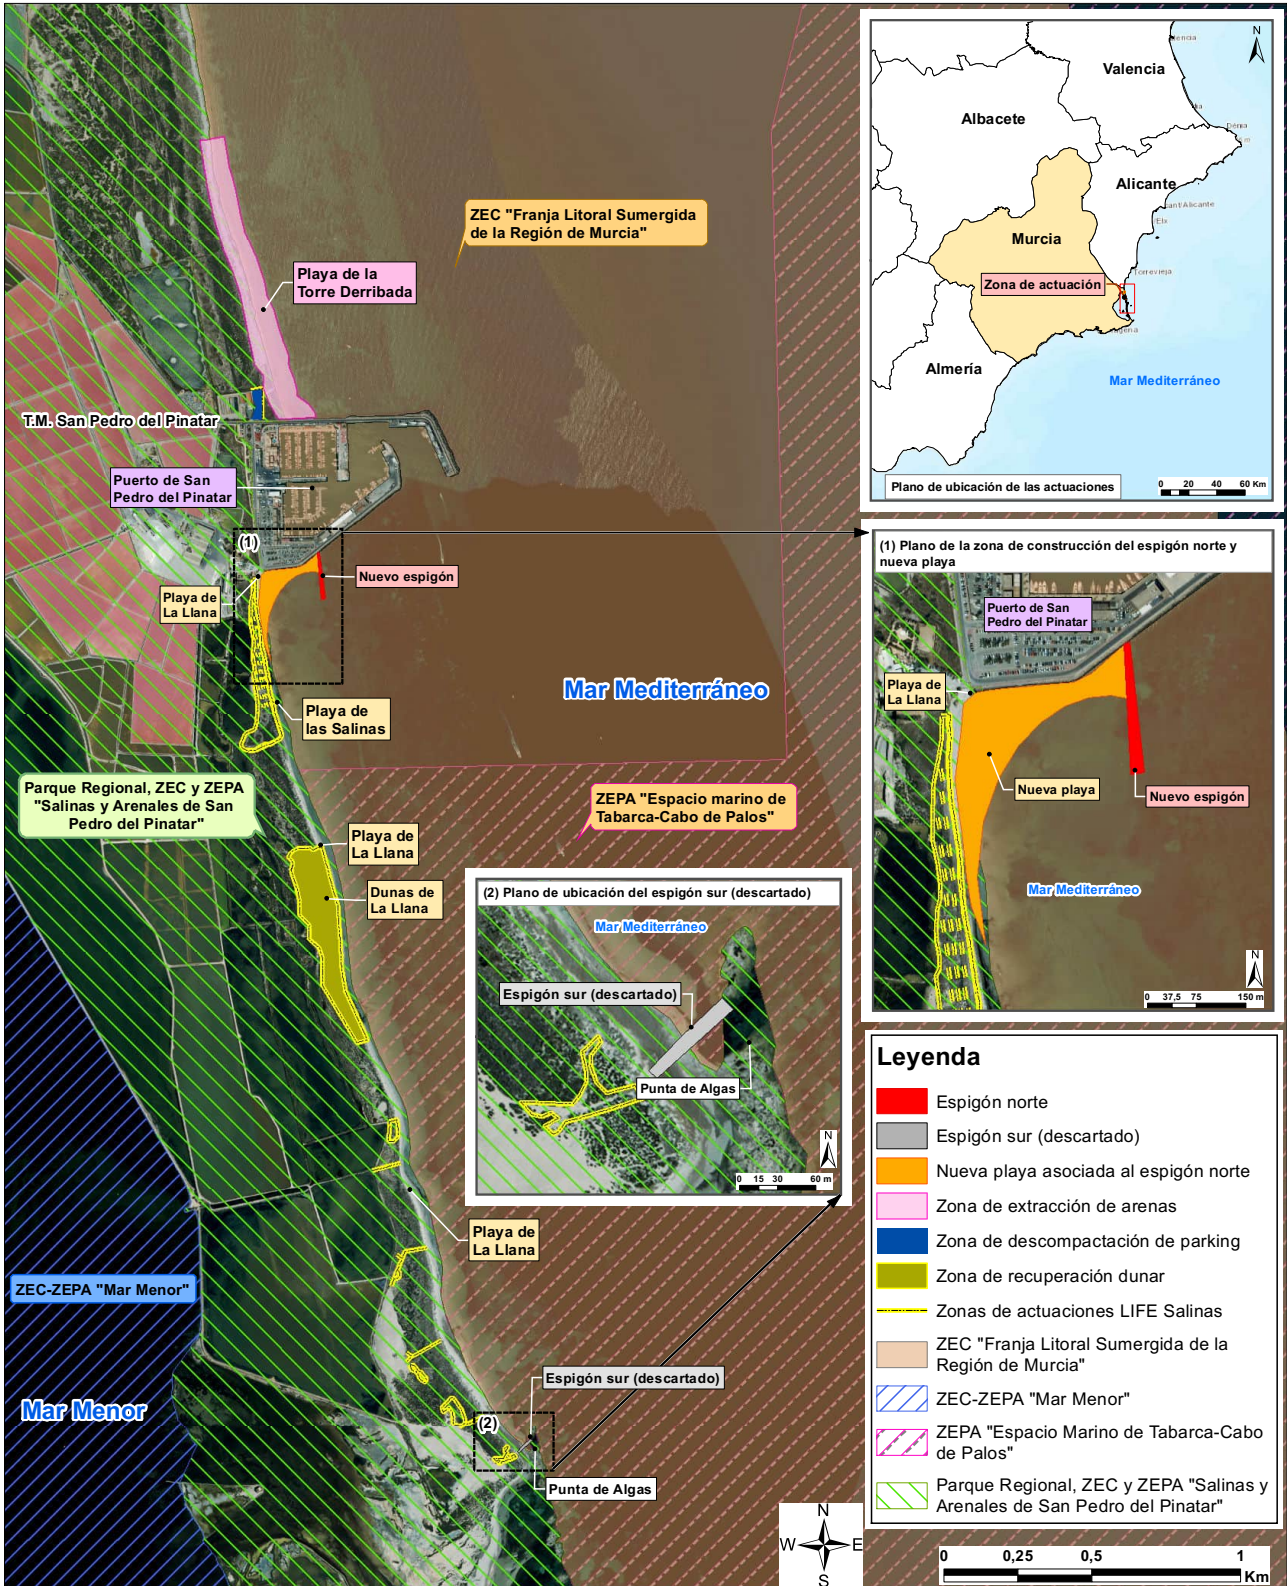 ZEC "Franja Litoral Sumergida
de la Región de Murcia"
Playa de la
Torre Derribada
T.M. San Pedro del Pinatar
Puerto de San
Pedro del Pinatar
(1)
Nuevo espigón
Playa de
La Llana
Mar Mediterráneo
Playa de
las Salinas
Parque Regional, ZEC y ZEPA
"Salinas y Arenales de San
Pedro del Pinatar"
ZEPA "Espacio marino de
Tabarca-Cabo de Palos"
Playa de
La Llana
Dunas de
La Llana
Playa de
La Llana
ZEC-ZEPA "Mar Menor"
Mar Menor
Espigón sur (descartado)
(2)
Punta de Algas
N
W
E
S
N
Valencia
Albacete
Alicante
Murcia
Torrevieja
Zona de actuación
Almería
Mar Mediterráneo
Plano de ubicación de las actuaciones
0 20 40 60 Km
(1) Plano de la zona de construcción del espigón norte y
nueva playa
Puerto de San
Pedro del Pinatar
Playa de
La Llana
Nueva playa
Nuevo espigón
Mar Mediterráneo
N
0 37,5 75 150 m
(2) Plano de ubicación del espigón sur (descartado)
Mar Mediterráneo
Espigón sur (descartado)
Punta de Algas
N
0 15 30 60 m
Leyenda
Espigón norte
Espigón sur (descartado)
Nueva playa asociada al espigón norte
Zona de extracción de arenas
Zona de descompactación de parking
Zona de recuperación dunar
Zonas de actuaciones LIFE Salinas
ZEC "Franja Litoral Sumergida de la
Región de Murcia"
ZEC-ZEPA "Mar Menor"
ZEPA "Espacio Marino de Tabarca-Cabo
de Palos"
Parque Regional, ZEC y ZEPA "Salinas y
Arenales de San Pedro del Pinatar"
0 0,25 0,5 1
Km